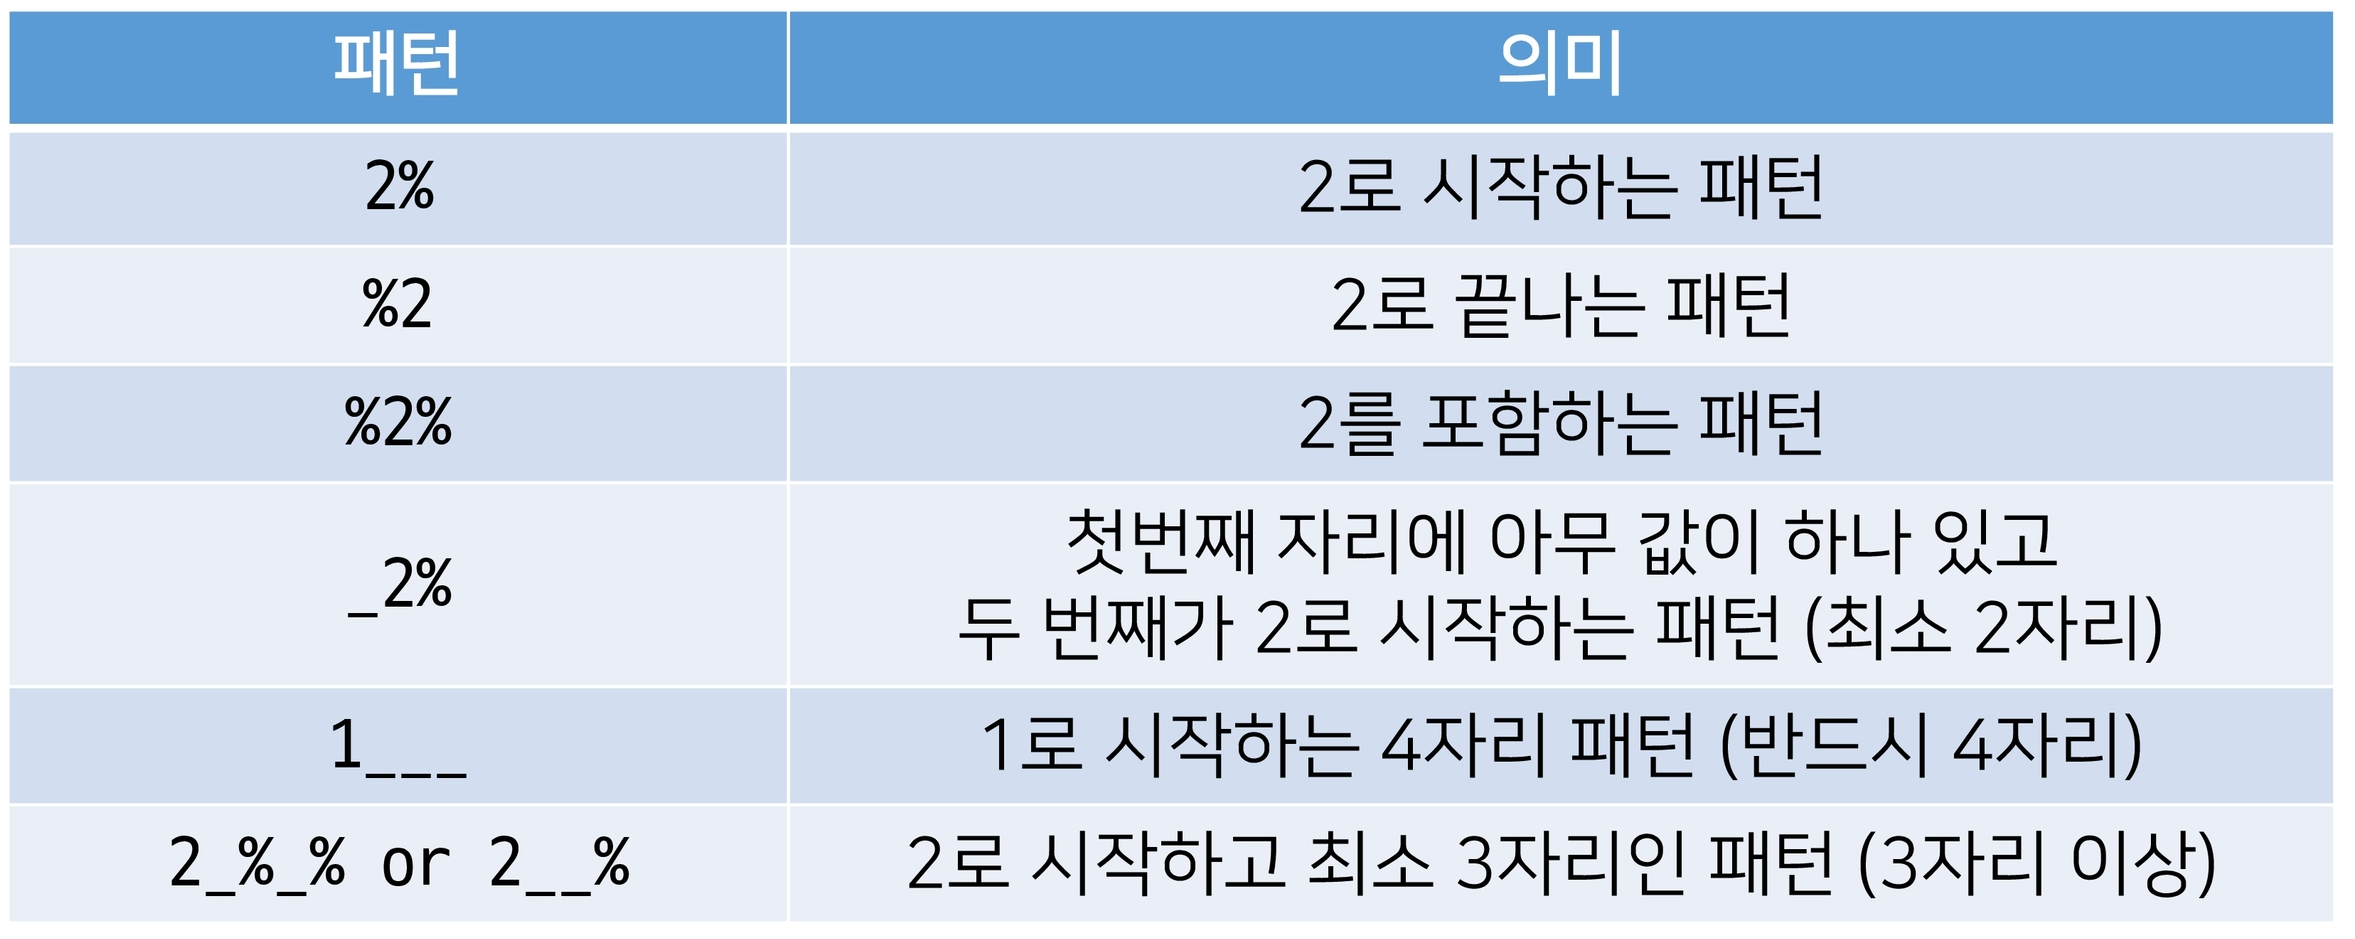 패턴 의미
2% 2로 시작하는 패턴
%2 2로 끝나는 패턴
%2% 2를 포함하는 패턴
_2% 첫번째 자리에 아무 값이 하나 있고
두 번째가 2로 시작하는 패턴 (최소 2자리)
1___ 1로 시작하는 4자리 패턴 (반드시 4자리)
2_%_% or 2__% 2로 시작하고 최소 3자리인 패턴 (3자리 이상)